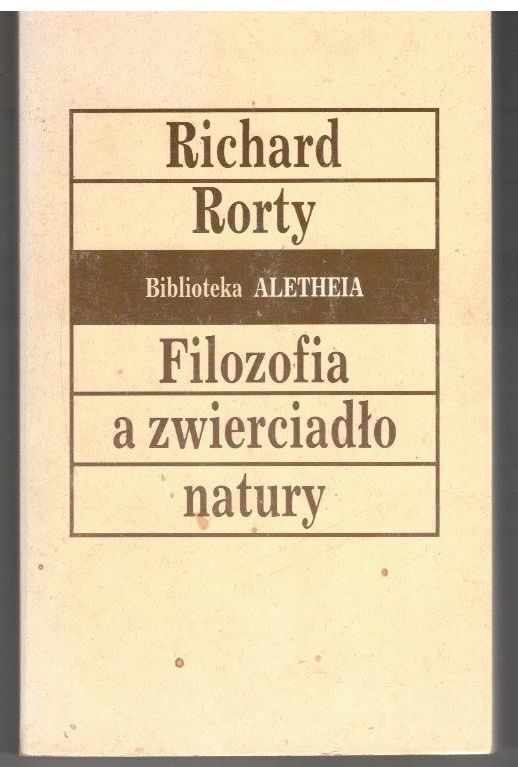 Richard
Rorty
Biblioteka ALETHEIA
Filozofia
a zwierciadło
natury